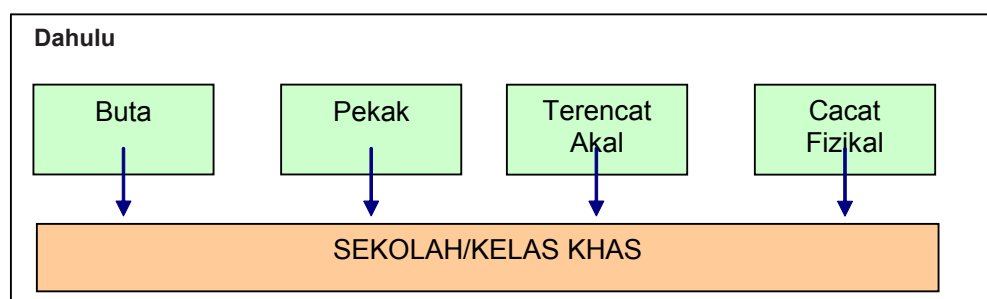 Dahulu
Buta
Pekak
Terencat
Akal
Cacat
Fizikal
SEKOLAH/KELAS KHAS